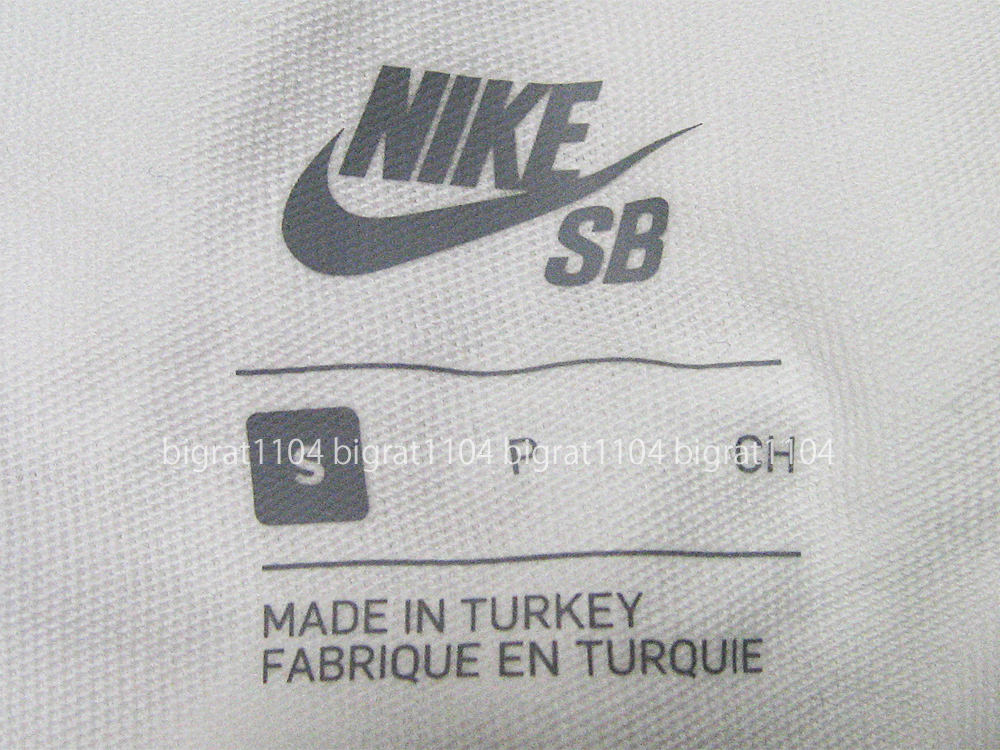 NIKE
SB
S P CH
bigrat1104 bigrat1104 bigrat1104 bigrat1104
MADE IN TURKEY
FABRIQUE EN TURQUIE